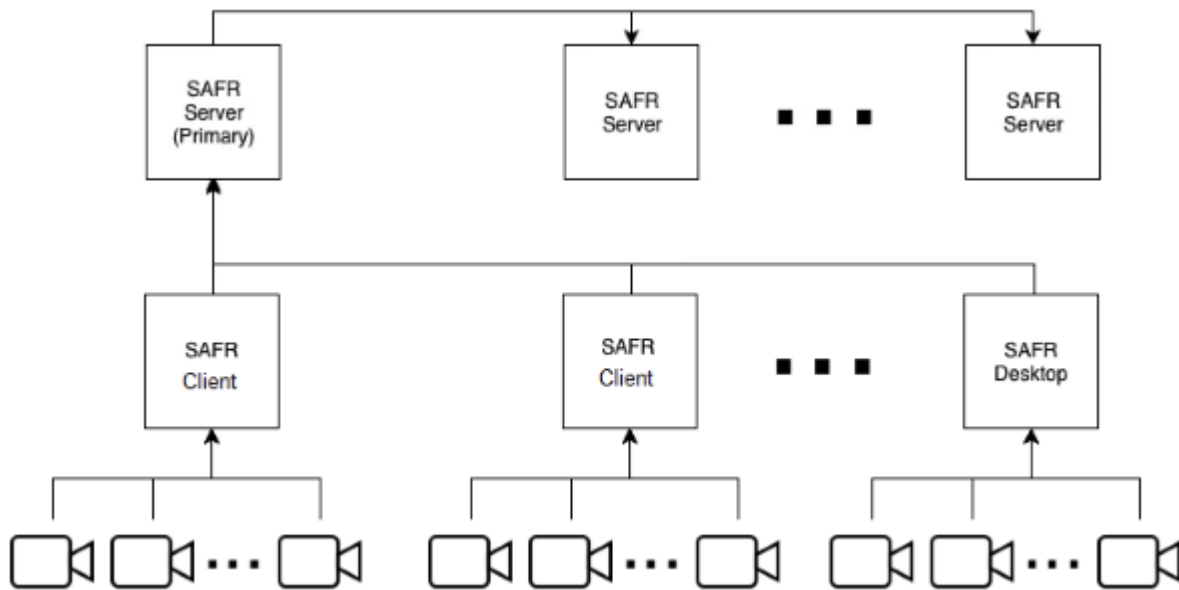 SAFR
Server
(Primary)
SAFR
Server
SAFR
Server
SAFR
Client
SAFR
Client
SAFR
Desktop